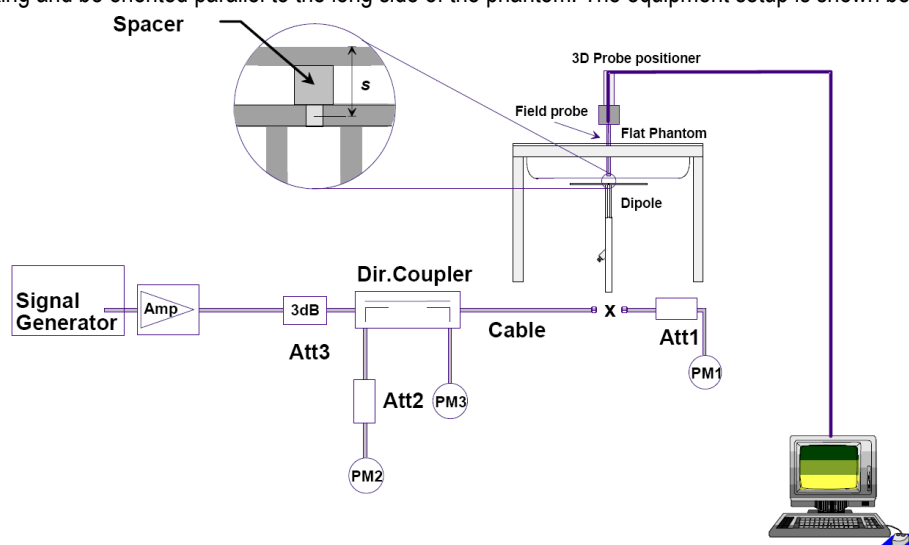 ing and be oriented parallel to the long side of the phantom. The equipment setup is shown be
Spacer
s
3D Probe positioner
Field probe
Flat Phantom
Dipole
Signal
Generator
Amp
3dB
Att3
Dir.Coupler
Cable
X
Att1
PM1
Att2
PM3
PM2